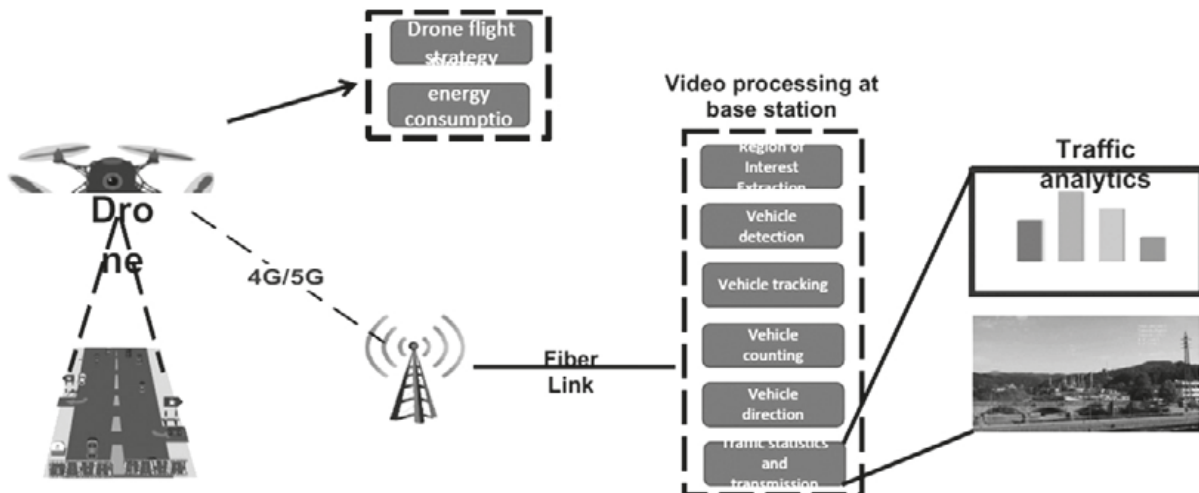 Drone flight
strategy
energy
consumptio
Video processing at
base station
Region of
Interest
Extraction
Vehicle
detection
Vehicle tracking
Vehicle
counting
Vehicle
direction
Traffic statistics
and
transmission
Traffic
analytics
Dro
ne
4G/5G
Fiber
Link